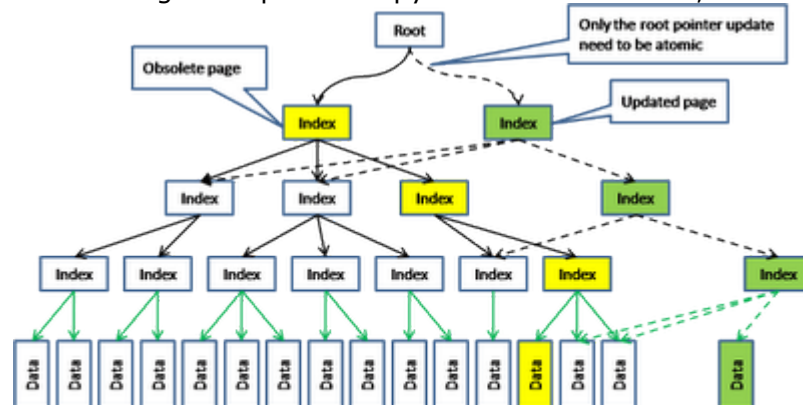 Root
Only the root pointer update
need to be atomic
Obsolete page
Updated page
Index Index
Index Index Index Index
Index Index Index Index Index Index Index Index
Data Data Data Data Data Data Data Data Data Data Data Data Data Data Data Data